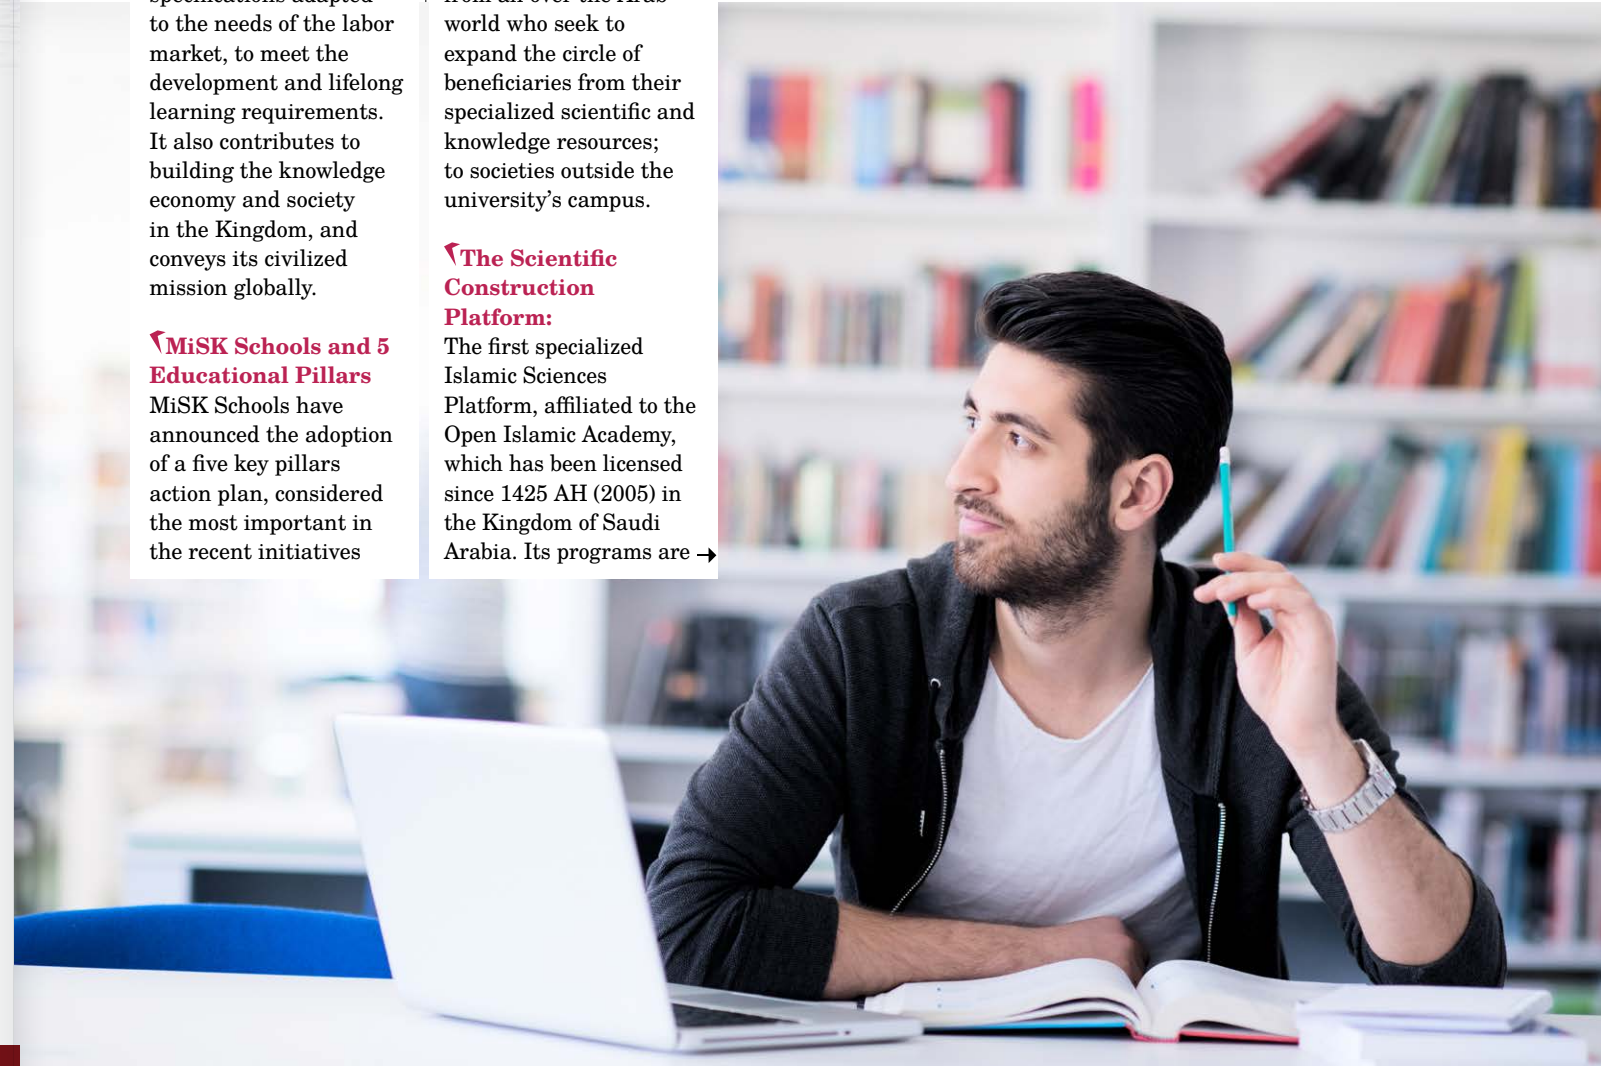 to the needs of the labor
market, to meet the
development and lifelong
learning requirements.
It also contributes to
building the knowledge
economy and society
in the Kingdom, and
conveys its civilized
mission globally.
MiSK Schools and 5
Educational Pillars
MiSK Schools have
announced the adoption
of a five key pillars
action plan, considered
the most important in
the recent initiatives
world who seek to
expand the circle of
beneficiaries from their
specialized scientific and
knowledge resources;
to societies outside the
university’s campus.
The Scientific
Construction
Platform:
The first specialized
Islamic Sciences
Platform, affiliated to the
Open Islamic Academy,
which has been licensed
since 1425 AH (2005) in
the Kingdom of Saudi
Arabia. Its programs are